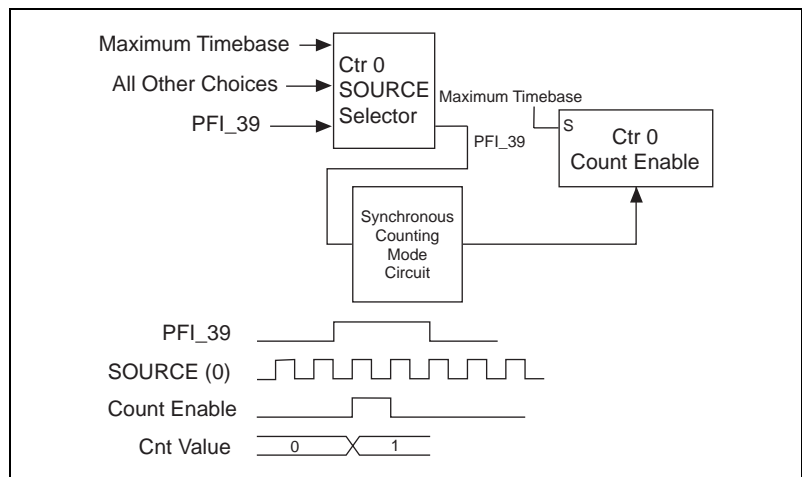 Maximum Timebase
All Other Choices
PFI_39
Ctr 0
SOURCE
Selector
Maximum Timebase
PFI_39
S
Ctr 0
Count Enable
Synchronous
Counting
Mode
Circuit
PFI_39
SOURCE (0)
Count Enable
Cnt Value
0
1